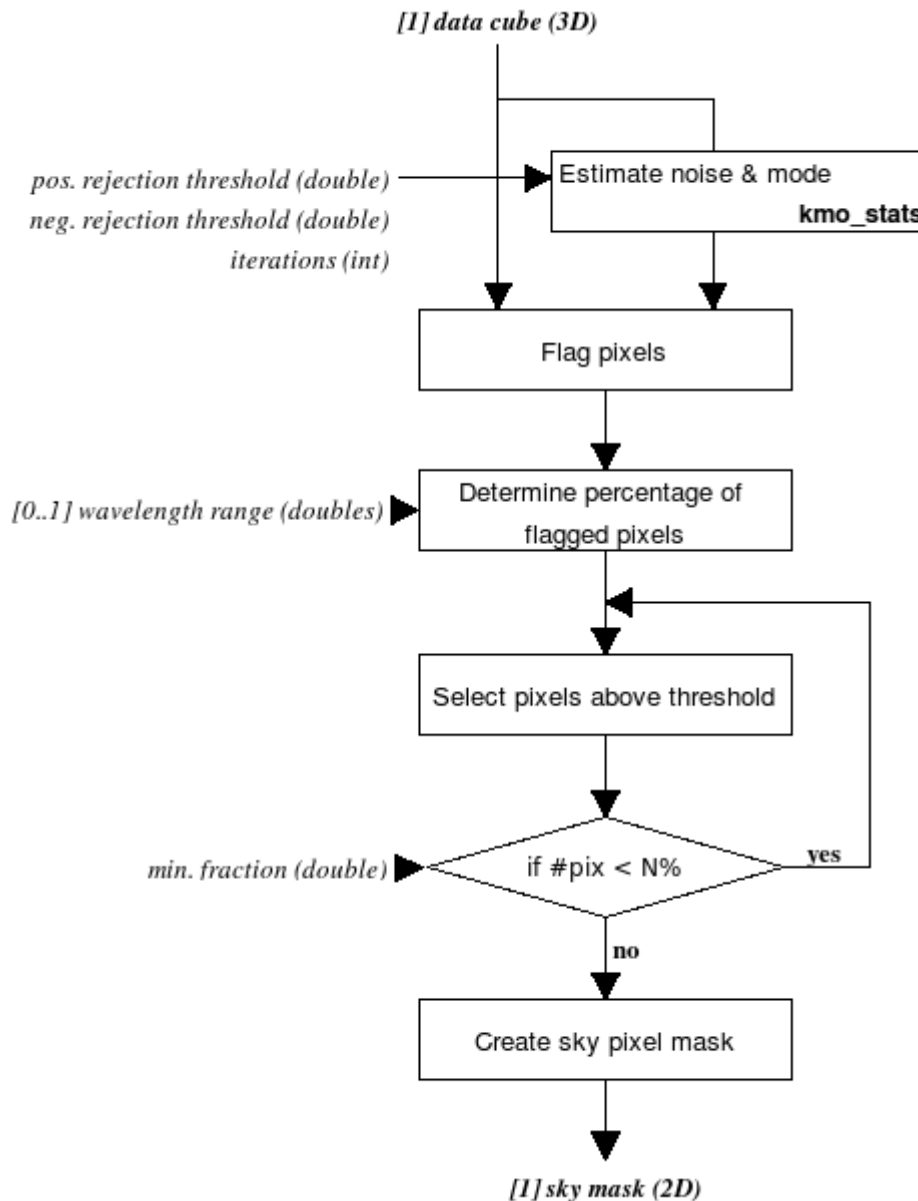 [1] data cube (3D)
Estimate noise & mode
kmo_stats
pos. rejection threshold (double)
neg. rejection threshold (double)
iterations (int)
Flag pixels
[0..1] wavelength range (doubles)
Determine percentage of
flagged pixels
Select pixels above threshold
min. fraction (double)
if #pix < N%
yes
no
Create sky pixel mask
[1] sky mask (2D)